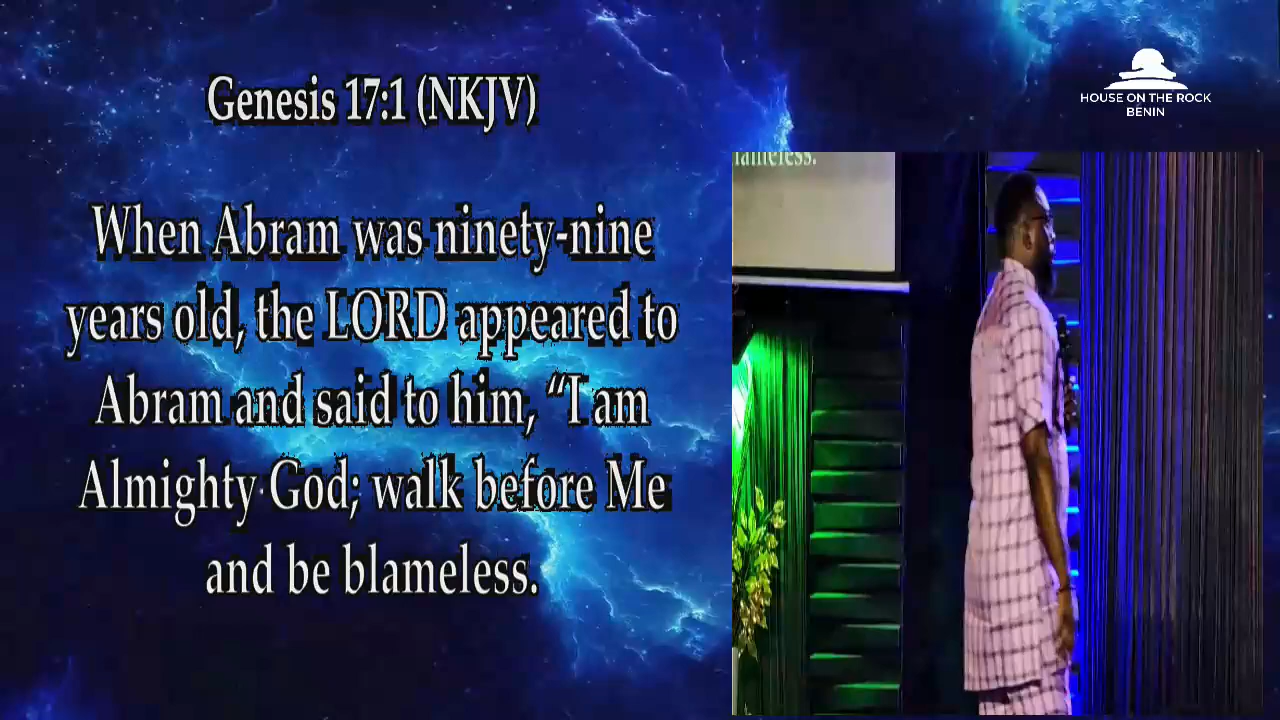 Genesis 17:1 (NKJV)
When Abram was ninety-nine
years old, the LORD appeared to
Abram and said to him, “I am
Almighty God; walk before Me
and be blameless.
HOUSE ON THE ROCK
BENIN
lameless.